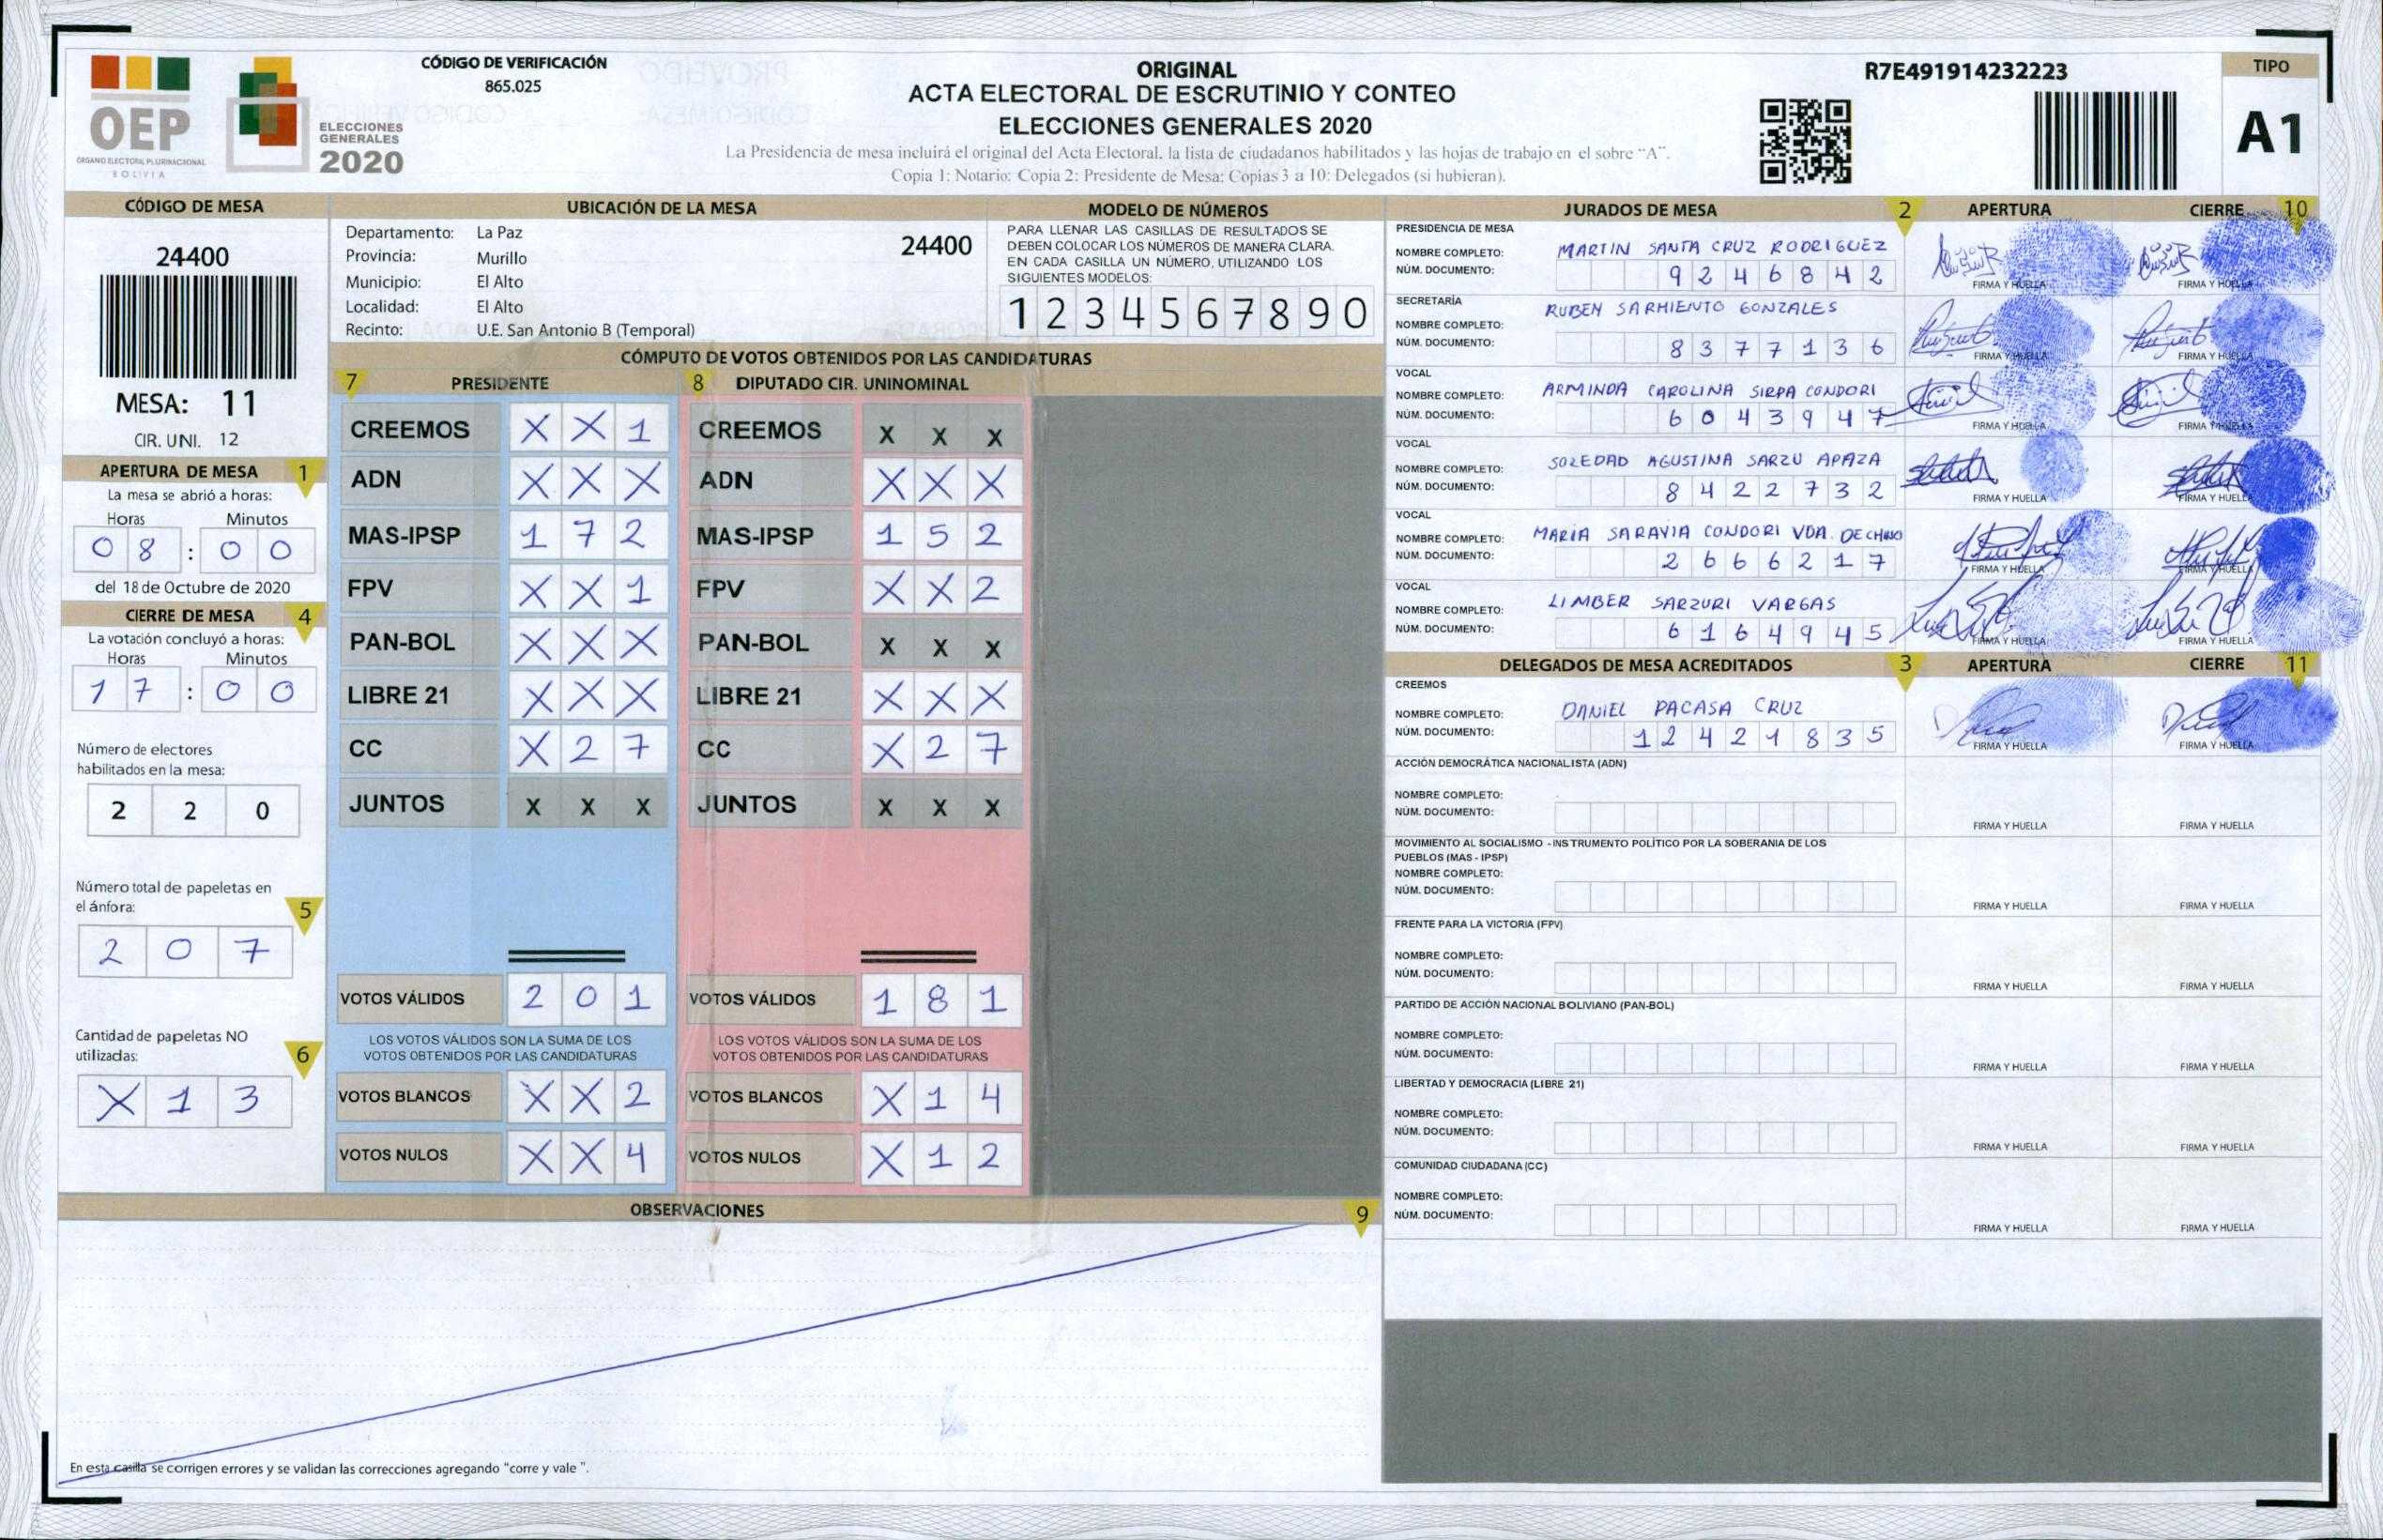 OEP
ÓRGANO ELECTORAL PLURINACIONAL
BOLIVIA
ELECCIONES
GENERALES
2020
CÓDIGO DE VERIFICACIÓN
865.025
ORIGINAL
ACTA ELECTORAL DE ESCRUTINIO Y CONTEO
ELECCIONES GENERALES 2020
La Presidencia de mesa incluirá el original del Acta Electoral, la lista de ciudadanos habilitados y las hojas de trabajo en el sobre "A".
Copia 1: Notario: Copia 2: Presidente de Mesa: Copias 3 a 10: Delegados (si hubieran).
R7E491914232223
TIPO
A1
CÓDIGO DE MESA
24400
MESA: 11
CIR. UNI. 12
APERTURA DE MESA 1
La mesa se abrió a horas:
Horas Minutos
0 8 : 0 0
del 18 de Octubre de 2020
CIERRE DE MESA 4
La votación concluyó a horas:
Horas Minutos
1 7 : 0 0
Número de electores
habilitados en la mesa:
2 2 0
Número total de papeletas en
el ánfora:
5
2 0 7
Cantidad de papeletas NO
utilizadas:
6
X 1 3
UBICACIÓN DE LA MESA
Departamento: La Paz
24400
Provincia: Murillo
Municipio: El Alto
Localidad: El Alto
Recinto: U.E. San Antonio B (Temporal)
MODELO DE NÚMEROS
PARA LLENAR LAS CASILLAS DE RESULTADOS SE
DEBEN COLOCAR LOS NÚMEROS DE MANERA CLARA.
EN CADA CASILLA UN NÚMERO, UTILIZANDO LOS
SIGUIENTES MODELOS:
1 2 3 4 5 6 7 8 9 0
CÓMPUTO DE VOTOS OBTENIDOS POR LAS CANDIDATURAS
7 PRESIDENTE
CREEMOS X X 1
ADN X X X
MAS-IPSP 1 7 2
FPV X X 1
PAN-BOL X X X
LIBRE 21 X X X
CC X 2 7
JUNTOS X X X
VOTOS VÁLIDOS 2 0 1
LOS VOTOS VÁLIDOS SON LA SUMA DE LOS
VOTOS OBTENIDOS POR LAS CANDIDATURAS
VOTOS BLANCOS X X 2
VOTOS NULOS X X 4
8 DIPUTADO CIR. UNINOMINAL
CREEMOS X X X
ADN X X X
MAS-IPSP 1 5 2
FPV X X 2
PAN-BOL X X X
LIBRE 21 X X X
CC X 2 7
JUNTOS X X X
VOTOS VÁLIDOS 1 8 1
LOS VOTOS VÁLIDOS SON LA SUMA DE LOS
VOTOS OBTENIDOS POR LAS CANDIDATURAS
VOTOS BLANCOS X 1 4
VOTOS NULOS X 1 2
OBSERVACIONES 9
En esta casilla se corrigen errores y se validan las correcciones agregando "corre y vale ".
JURADOS DE MESA 2 APERTURA CIERRE 10
PRESIDENCIA DE MESA
NOMBRE COMPLETO: MARTIN SANTA CRUZ RODRIGUEZ
NÚM. DOCUMENTO: 9 2 4 6 8 4 2
FIRMA Y HUELLA FIRMA Y HUELLA
SECRETARÍA
NOMBRE COMPLETO: RUBEN SARMIENTO GONZALES
NÚM. DOCUMENTO: 8 3 7 7 1 3 6
FIRMA Y HUELLA FIRMA Y HUELLA
VOCAL
NOMBRE COMPLETO: ARMINDA CAROLINA SIRPA CONDORI
NÚM. DOCUMENTO: 6 0 4 3 9 4 7
FIRMA Y HUELLA FIRMA Y HUELLA
VOCAL
NOMBRE COMPLETO: SOLEDAD AGUSTINA SARZU APAZA
NÚM. DOCUMENTO: 8 4 2 2 7 3 2
FIRMA Y HUELLA FIRMA Y HUELLA
VOCAL
NOMBRE COMPLETO: MARIA SARAVIA CONDORI VDA. DE CHINO
NÚM. DOCUMENTO: 2 6 6 6 2 1 7
FIRMA Y HUELLA FIRMA Y HUELLA
VOCAL
NOMBRE COMPLETO: LIMBER SARZURI VARGAS
NÚM. DOCUMENTO: 6 1 6 4 9 4 5
FIRMA Y HUELLA FIRMA Y HUELLA
DELEGADOS DE MESA ACREDITADOS 3 APERTURA CIERRE 11
CREEMOS
NOMBRE COMPLETO: DANIEL PACASA CRUZ
NÚM. DOCUMENTO: 1 2 4 2 1 8 3 5
FIRMA Y HUELLA FIRMA Y HUELLA
ACCIÓN DEMOCRÁTICA NACIONALISTA (ADN)
NOMBRE COMPLETO:
NÚM. DOCUMENTO:
FIRMA Y HUELLA FIRMA Y HUELLA
MOVIMIENTO AL SOCIALISMO - INSTRUMENTO POLÍTICO POR LA SOBERANIA DE LOS
PUEBLOS (MAS - IPSP)
NOMBRE COMPLETO:
NÚM. DOCUMENTO:
FIRMA Y HUELLA FIRMA Y HUELLA
FRENTE PARA LA VICTORIA (FPV)
NOMBRE COMPLETO:
NÚM. DOCUMENTO:
FIRMA Y HUELLA FIRMA Y HUELLA
PARTIDO DE ACCIÓN NACIONAL BOLIVIANO (PAN-BOL)
NOMBRE COMPLETO:
NÚM. DOCUMENTO:
FIRMA Y HUELLA FIRMA Y HUELLA
LIBERTAD Y DEMOCRACIA (LIBRE 21)
NOMBRE COMPLETO:
NÚM. DOCUMENTO:
FIRMA Y HUELLA FIRMA Y HUELLA
COMUNIDAD CIUDADANA (CC)
NOMBRE COMPLETO:
NÚM. DOCUMENTO:
FIRMA Y HUELLA FIRMA Y HUELLA